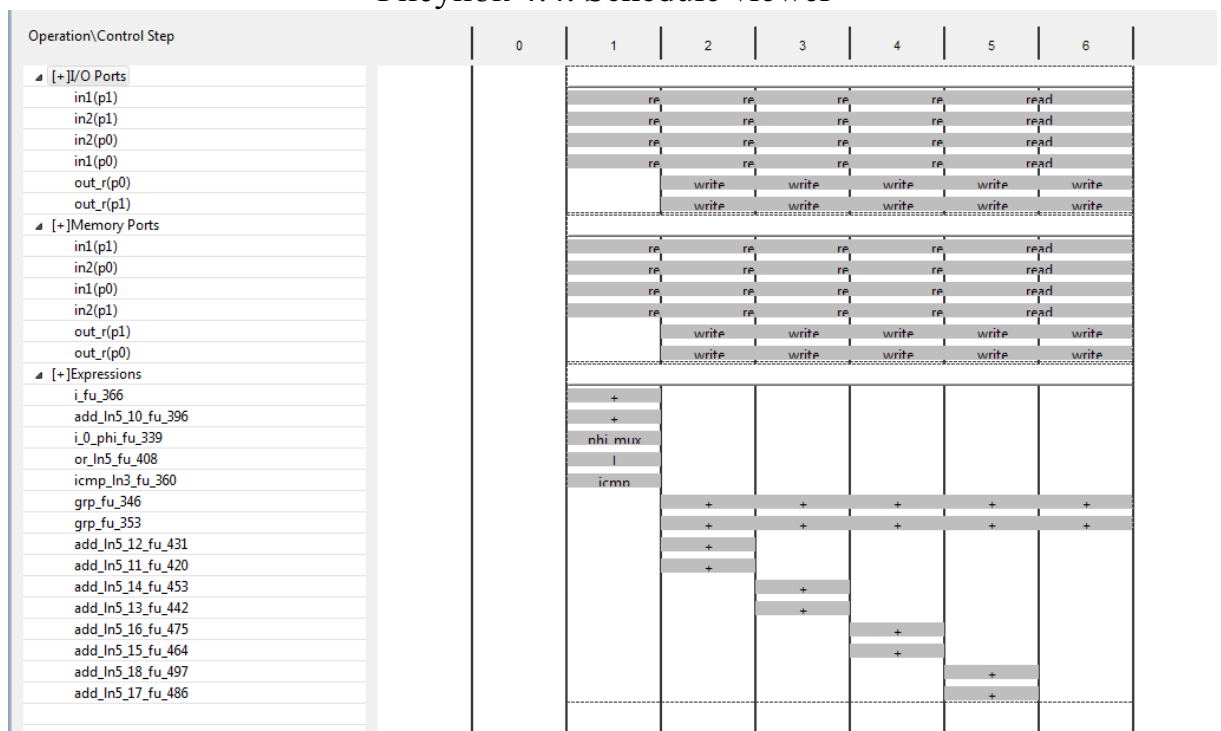 Рисунок 4.4. Schedule viewer
Operation\Control Step 0 1 2 3 4 5 6
[+]I/O Ports
in1(p1) re re re re read
in2(p1) re re re re read
in2(p0) re re re re read
in1(p0) re re re re read
out_r(p0) write write write write write
out_r(p1) write write write write write
[+]Memory Ports
in1(p1) re re re re read
in2(p0) re re re re read
in1(p0) re re re re read
in2(p1) re re re re read
out_r(p1) write write write write write
out_r(p0) write write write write write
[+]Expressions
i_fu_366 +
add_ln5_10_fu_396 +
i_0_phi_fu_339 phi_mux
or_ln5_fu_408 |
icmp_ln3_fu_360 icmp
grp_fu_346 + + + + +
grp_fu_353 + + + + +
add_ln5_12_fu_431 +
add_ln5_11_fu_420 +
add_ln5_14_fu_453 +
add_ln5_13_fu_442 +
add_ln5_16_fu_475 +
add_ln5_15_fu_464 +
add_ln5_18_fu_497 +
add_ln5_17_fu_486 +